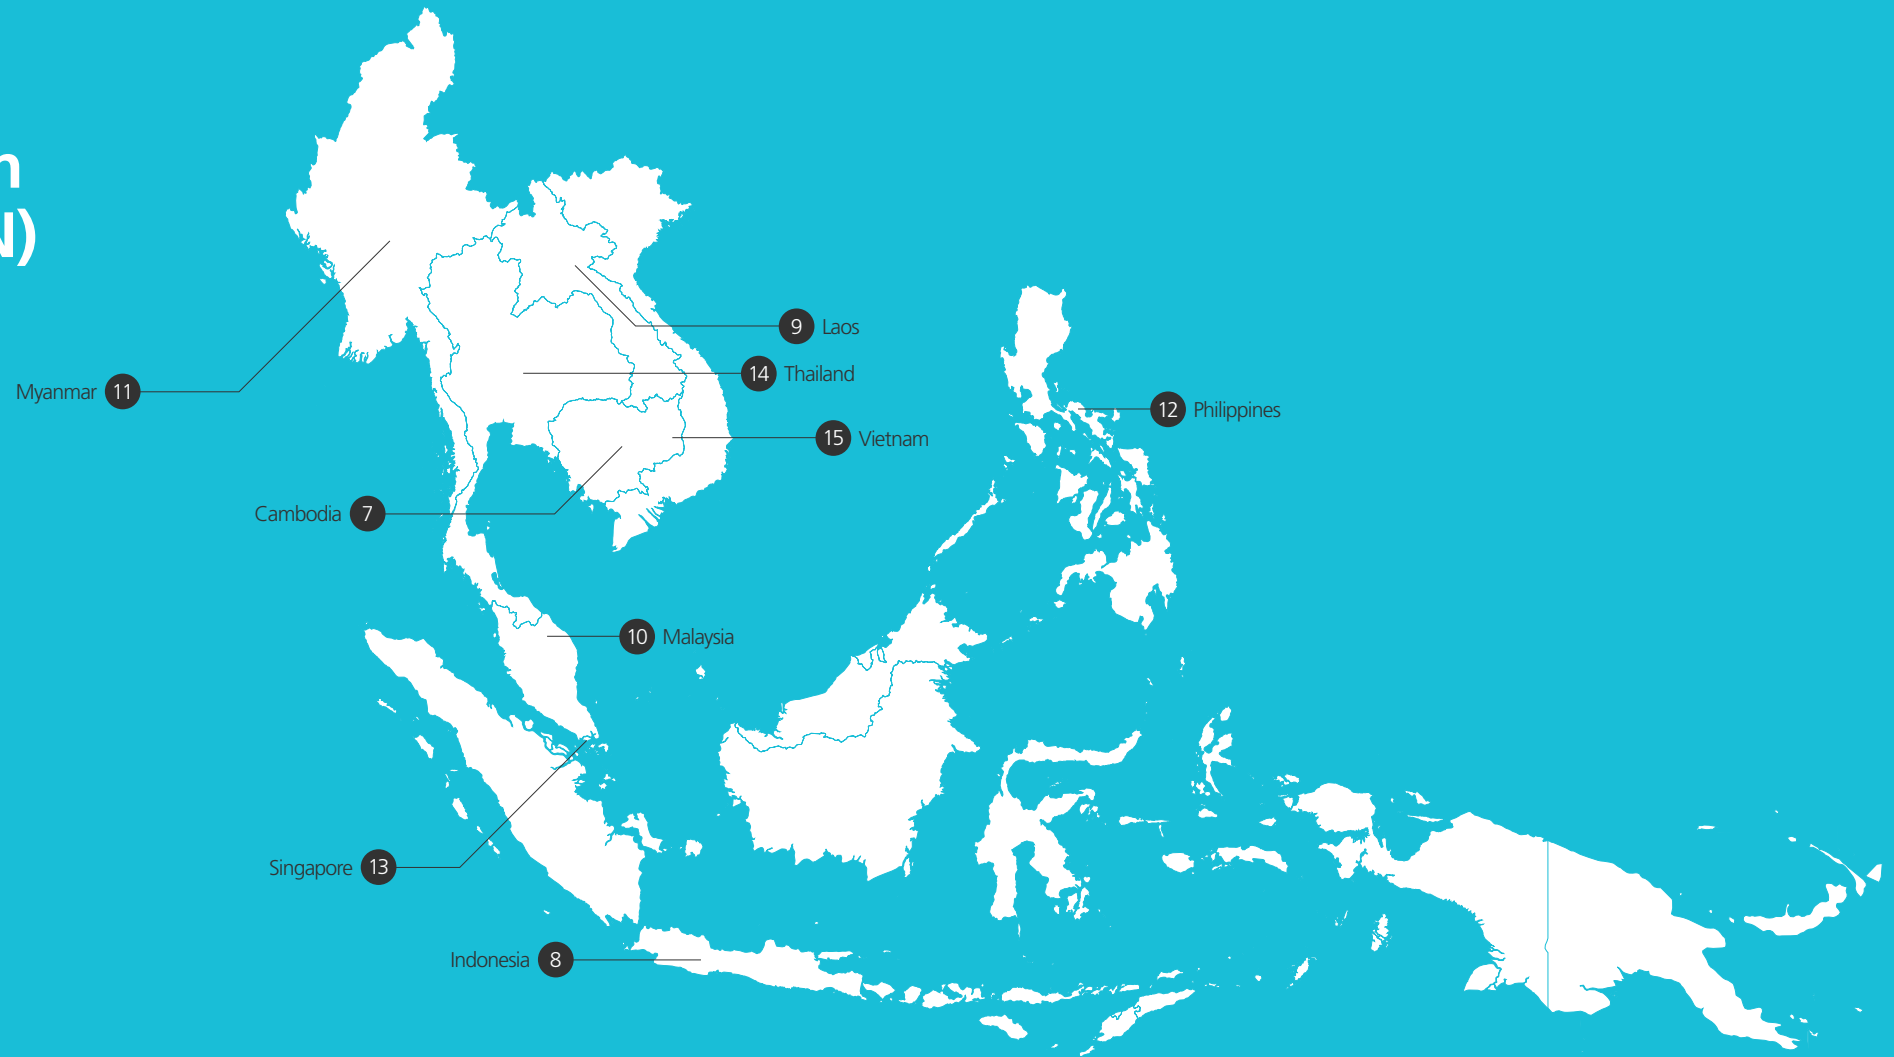 N)
9 Laos
14 Thailand
Myanmar 11
12 Philippines
15 Vietnam
Cambodia 7
10 Malaysia
Singapore 13
Indonesia 8